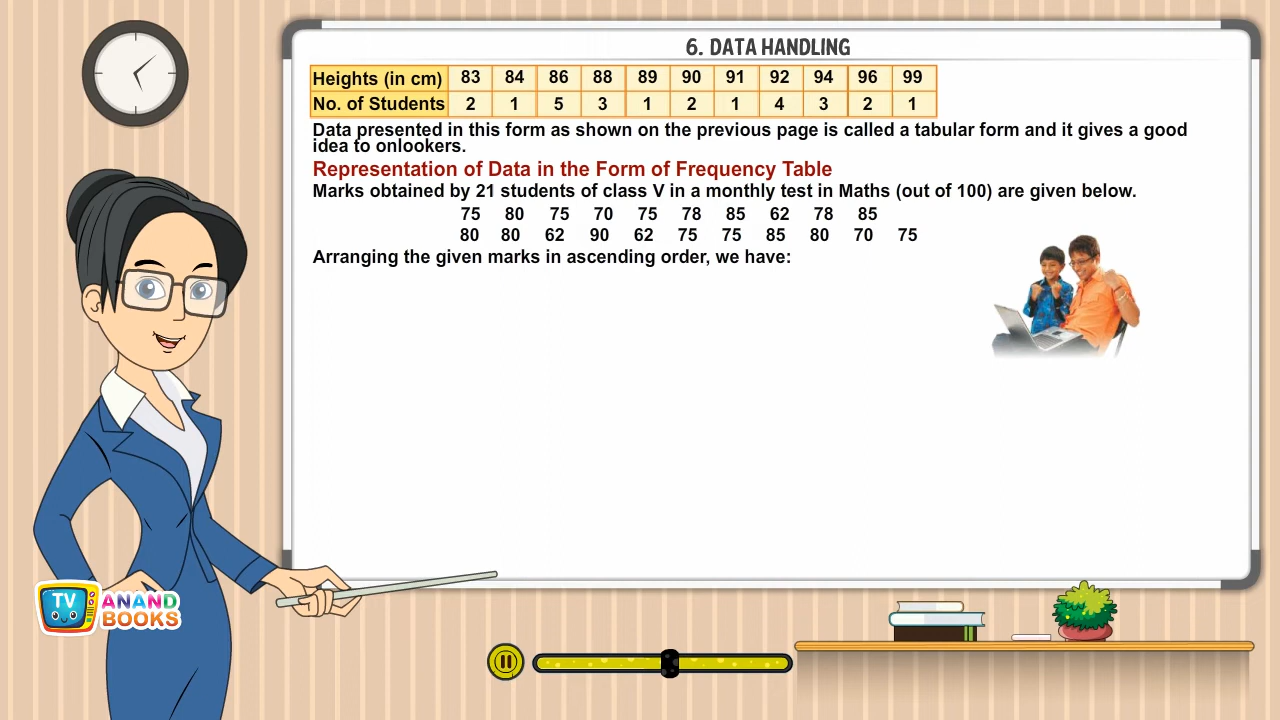 6. DATA HANDLING
Heights (in cm) 83 84 86 88 89 90 91 92 94 96 99
No. of Students 2 1 5 3 1 2 1 4 3 2 1
Data presented in this form as shown on the previous page is called a tabular form and it gives a good
idea to onlookers.
Representation of Data in the Form of Frequency Table
Marks obtained by 21 students of class V in a monthly test in Maths (out of 100) are given below.
75 80 75 70 75 78 85 62 78 85
80 80 62 90 62 75 75 85 80 70 75
Arranging the given marks in ascending order, we have:
TV ANAND
BOOKS